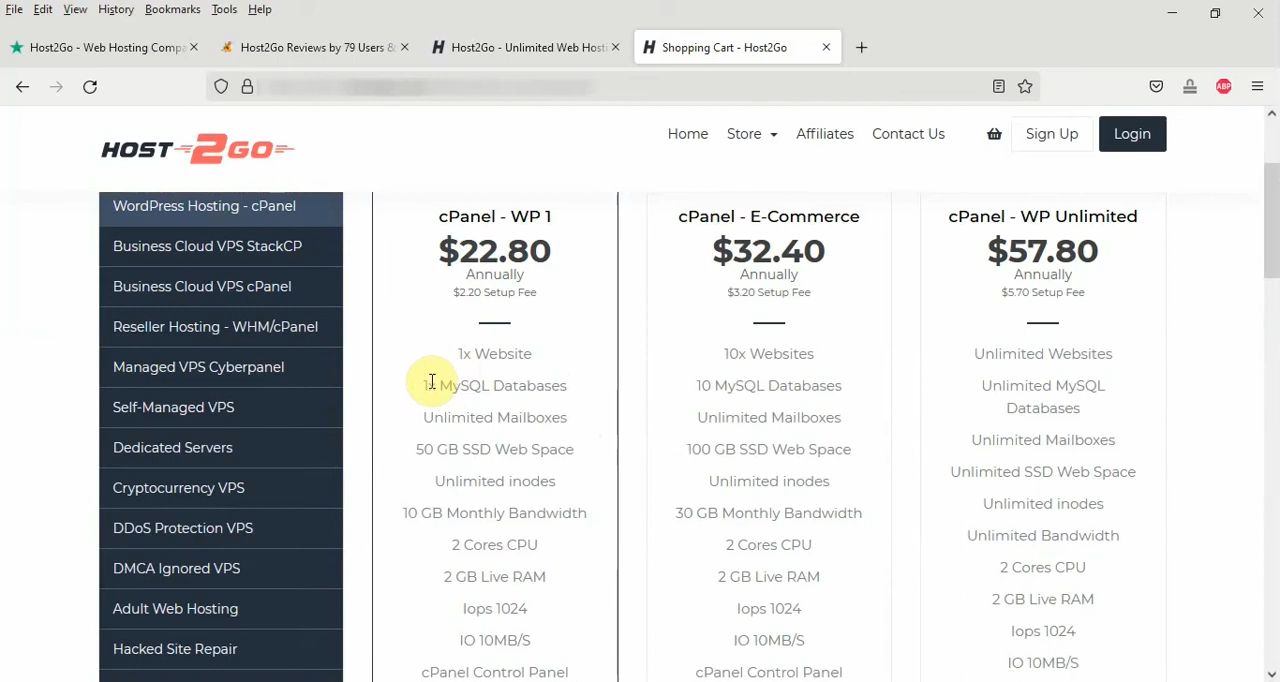 File Edit View History Bookmarks Tools Help
Host2Go - Web Hosting Compa
Host2Go Reviews by 79 Users &
Host2Go - Unlimited Web Hosti
Shopping Cart - Host2Go
ABP
HOST 2GO
Home Store Affiliates Contact Us Sign Up Login
WordPress Hosting - cPanel
Business Cloud VPS StackCP
Business Cloud VPS cPanel
Reseller Hosting - WHM/cPanel
Managed VPS Cyberpanel
Self-Managed VPS
Dedicated Servers
Cryptocurrency VPS
DDoS Protection VPS
DMCA Ignored VPS
Adult Web Hosting
Hacked Site Repair
cPanel - WP 1
$22.80
Annually
$2.20 Setup Fee
1x Website
MySQL Databases
Unlimited Mailboxes
50 GB SSD Web Space
Unlimited inodes
10 GB Monthly Bandwidth
2 Cores CPU
2 GB Live RAM
Iops 1024
IO 10MB/S
cPanel Control Panel
cPanel - E-Commerce
$32.40
Annually
$3.20 Setup Fee
10x Websites
10 MySQL Databases
Unlimited Mailboxes
100 GB SSD Web Space
Unlimited inodes
30 GB Monthly Bandwidth
2 Cores CPU
2 GB Live RAM
Iops 1024
IO 10MB/S
cPanel Control Panel
cPanel - WP Unlimited
$57.80
Annually
$5.70 Setup Fee
Unlimited Websites
Unlimited MySQL
Databases
Unlimited Mailboxes
Unlimited SSD Web Space
Unlimited inodes
Unlimited Bandwidth
2 Cores CPU
2 GB Live RAM
Iops 1024
IO 10MB/S